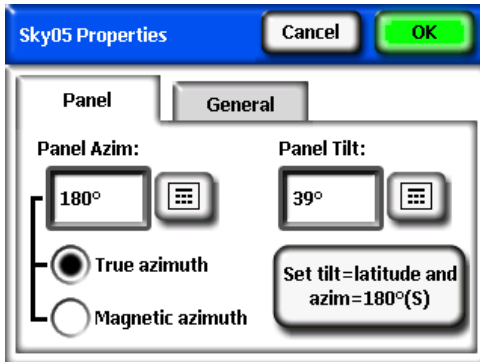 Sky05 Properties
Cancel
OK
Panel
General
Panel Azim:
Panel Tilt:
180°
39°
True azimuth
Magnetic azimuth
Set tilt=latitude and
azim=180°(S)